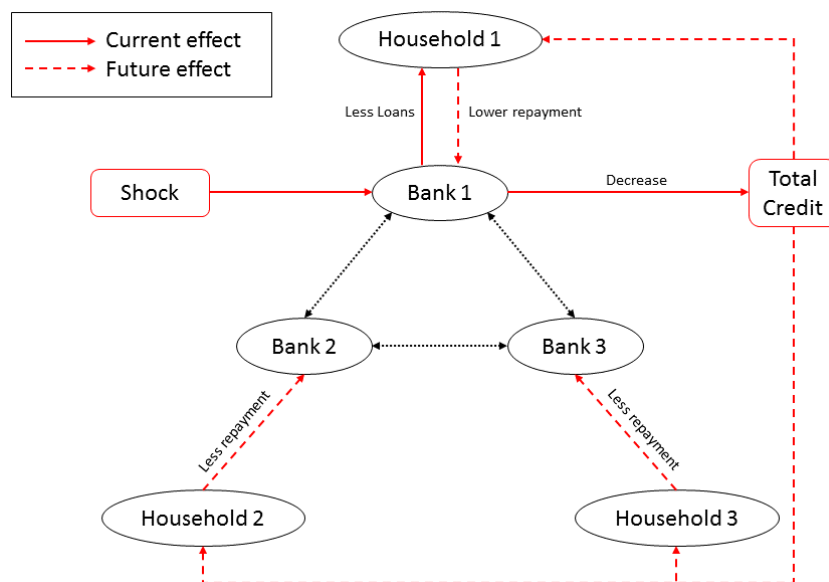 Current effect
Future effect
Household 1
Less Loans
Lower repayment
Shock
Bank 1
Decrease
Total
Credit
Bank 2
Bank 3
Less repayment
Less repayment
Household 2
Household 3